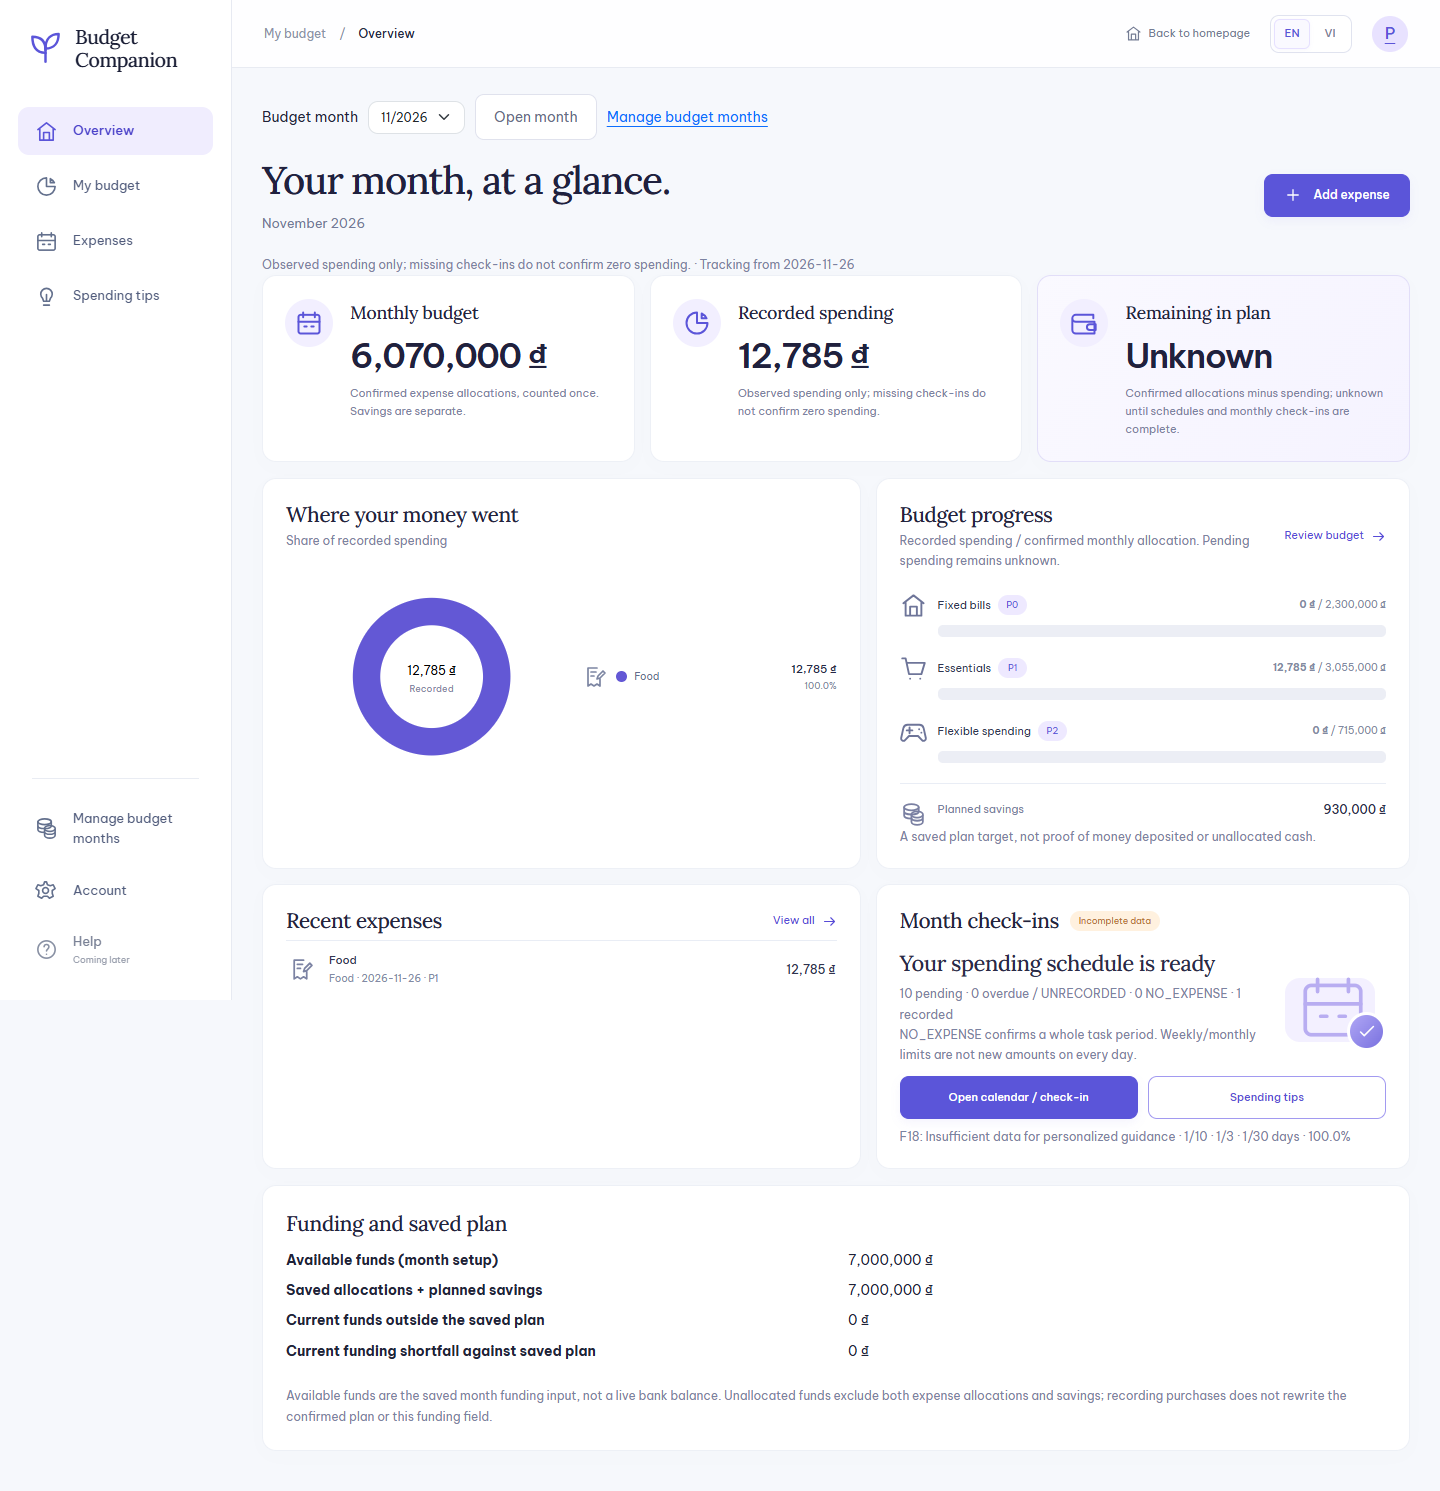 Budget
Companion
My budget / Overview
Back to homepage
EN VI
P
Overview
My budget
Expenses
Spending tips
Manage budget
months
Account
Help
Coming later
Budget month 11/2026 Open month Manage budget months
Your month, at a glance.
November 2026
Add expense
Observed spending only; missing check-ins do not confirm zero spending. · Tracking from 2026-11-26
Monthly budget
6,070,000 ₫
Confirmed expense allocations, counted once.
Savings are separate.
Recorded spending
12,785 ₫
Observed spending only; missing check-ins do
not confirm zero spending.
Remaining in plan
Unknown
Confirmed allocations minus spending; unknown
until schedules and monthly check-ins are
complete.
Where your money went
Share of recorded spending
12,785 ₫
Recorded
Food
12,785 ₫
100.0%
Budget progress
Recorded spending / confirmed monthly allocation. Pending
spending remains unknown.
Review budget
Fixed bills P0 0 ₫ / 2,300,000 ₫
Essentials P1 12,785 ₫ / 3,055,000 ₫
Flexible spending P2 0 ₫ / 715,000 ₫
Planned savings 930,000 ₫
A saved plan target, not proof of money deposited or unallocated cash.
Recent expenses
View all
Food
Food · 2026-11-26 · P1
12,785 ₫
Month check-ins Incomplete data
Your spending schedule is ready
10 pending · 0 overdue / UNRECORDED · 0 NO_EXPENSE · 1
recorded
NO_EXPENSE confirms a whole task period. Weekly/monthly
limits are not new amounts on every day.
Open calendar / check-in
Spending tips
F18: Insufficient data for personalized guidance · 1/10 · 1/3 · 1/30 days · 100.0%
Funding and saved plan
Available funds (month setup) 7,000,000 ₫
Saved allocations + planned savings 7,000,000 ₫
Current funds outside the saved plan 0 ₫
Current funding shortfall against saved plan 0 ₫
Available funds are the saved month funding input, not a live bank balance. Unallocated funds exclude both expense allocations and savings; recording purchases does not rewrite the
confirmed plan or this funding field.